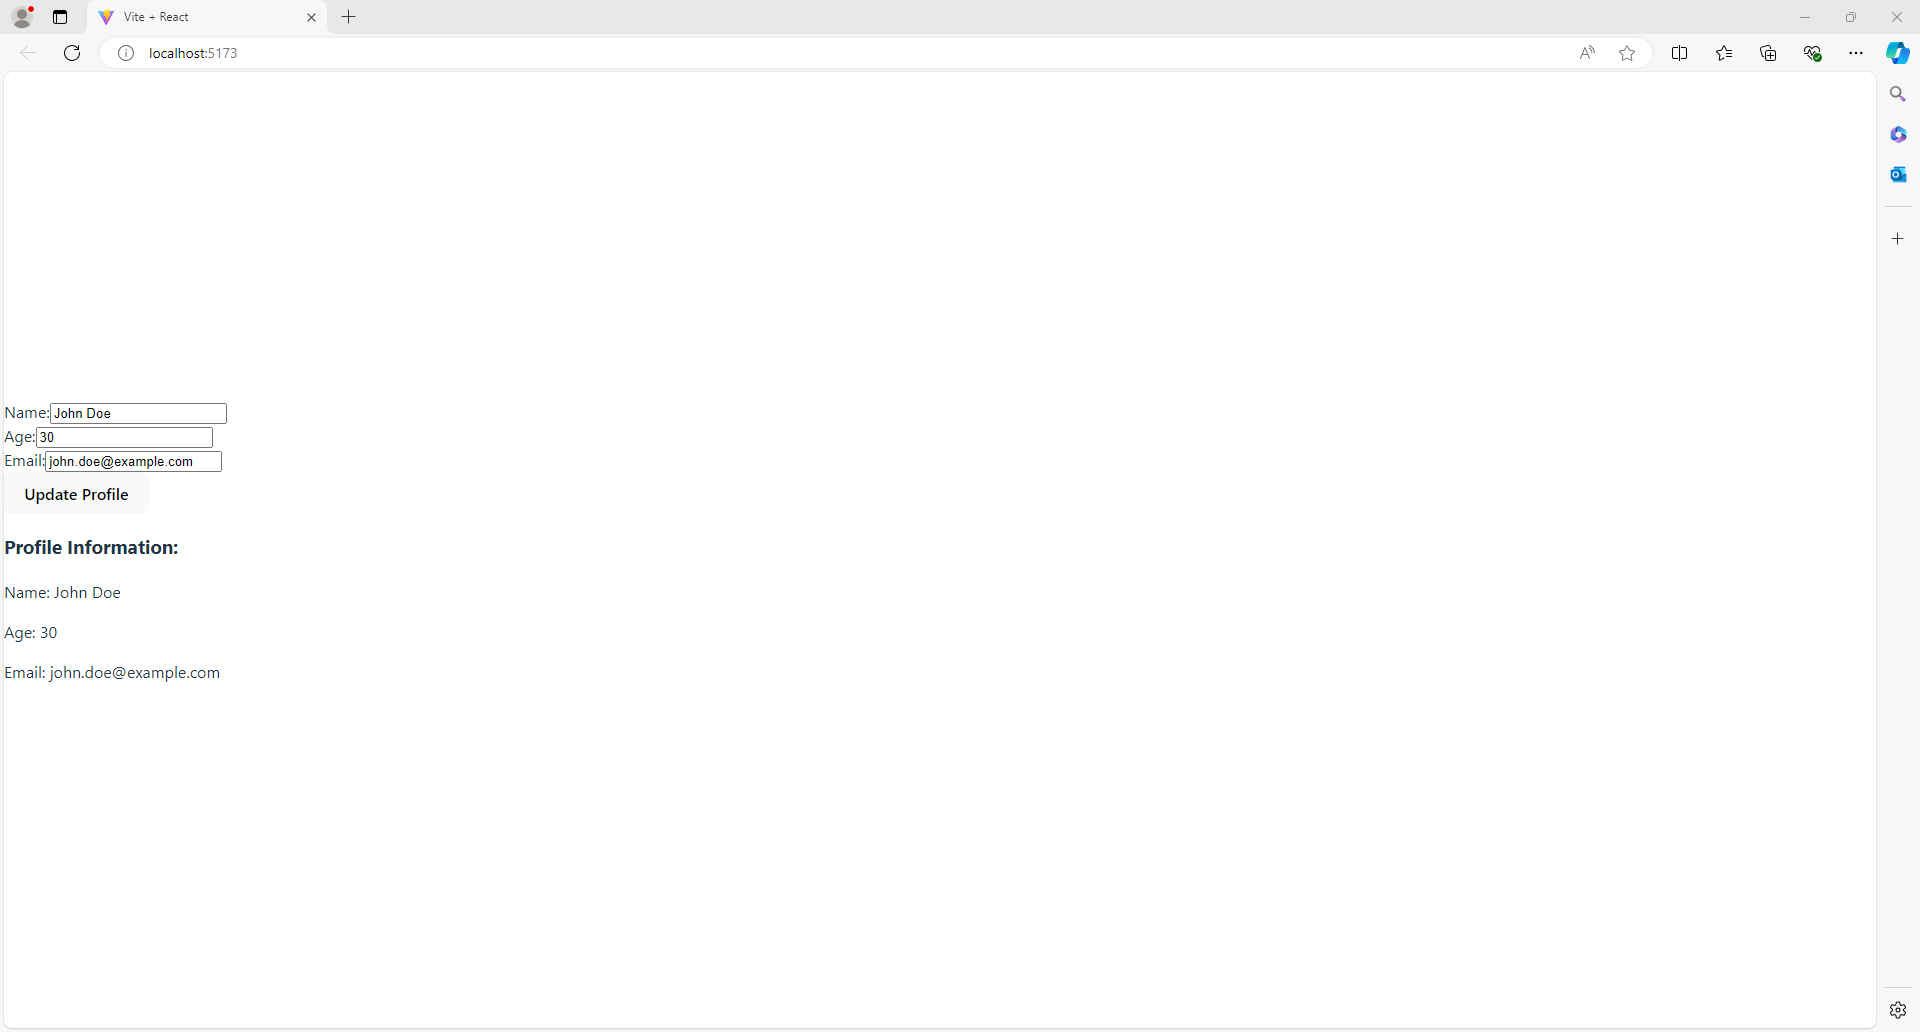 Vite + React
localhost:5173
Name: John Doe
Age: 30
Email: john.doe@example.com
Update Profile
Profile Information:
Name: John Doe
Age: 30
Email: john.doe@example.com